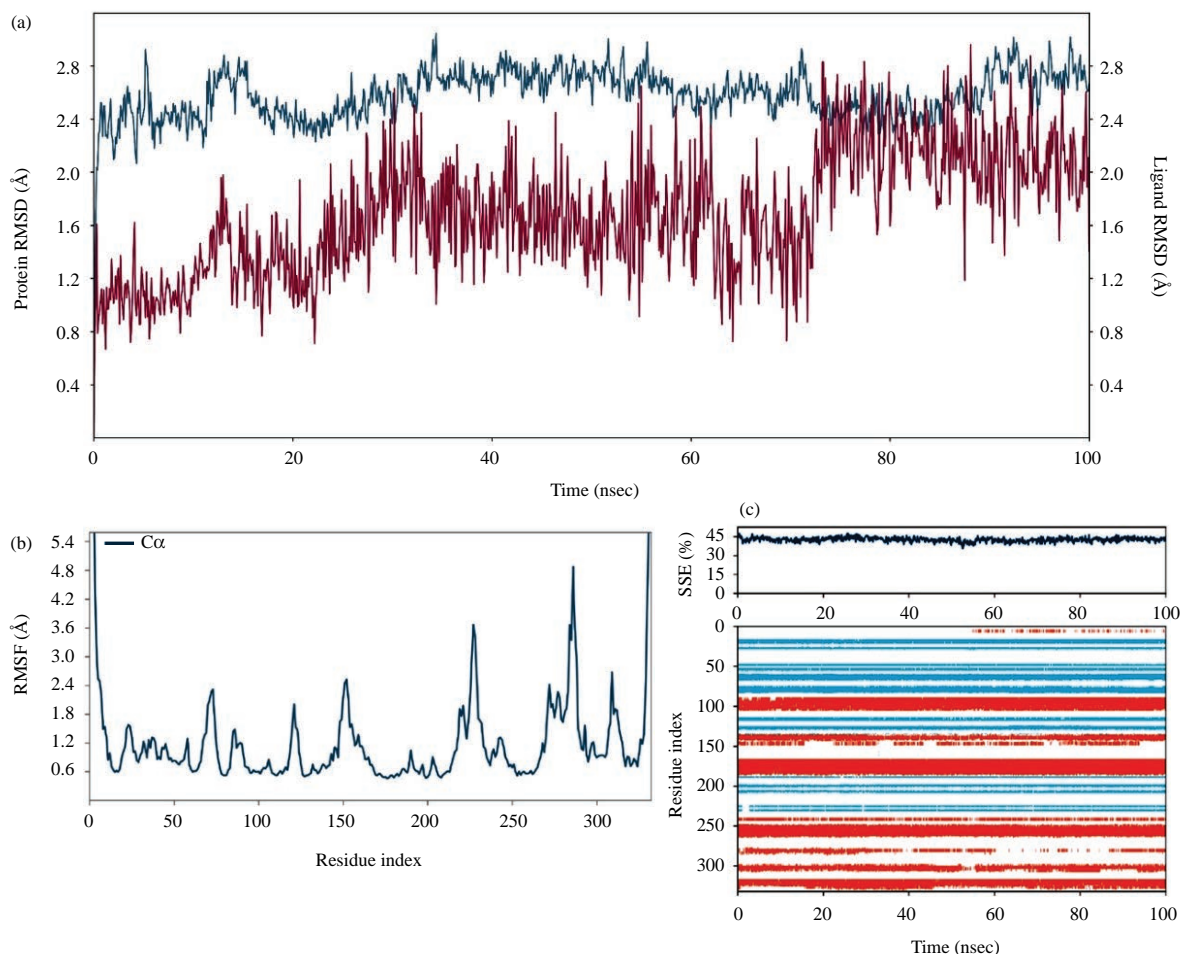 (a)
2.8
2.4
2.0
1.6
1.2
0.8
0.4
Protein RMSD (Å)
2.8
2.4
2.0
1.6
1.2
0.8
0.4
Ligand RMSD (Å)
0 20 40 60 80 100
Time (nsec)
(b)
Cα
5.4
4.8
4.2
3.6
3.0
2.4
1.8
1.2
0.6
RMSF (Å)
0 50 100 150 200 250 300
Residue index
(c)
45
30
15
0
SSE (%)
0 20 40 60 80 100
0
50
100
150
200
250
300
Residue index
0 20 40 60 80 100
Time (nsec)